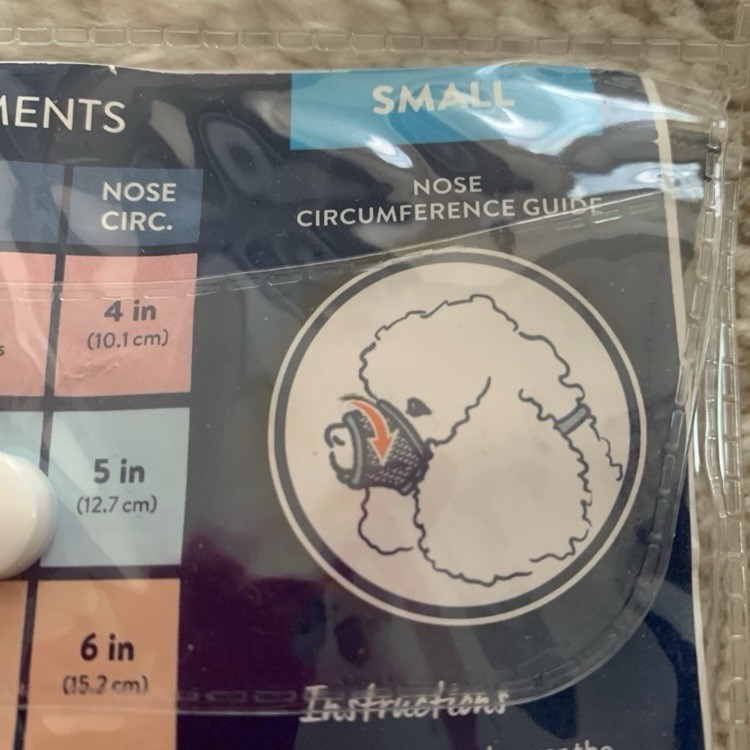 MENTS
SMALL
NOSE
CIRC.
NOSE
CIRCUMFERENCE GUIDE
4 in
(10.1 cm)
s
5 in
(12.7 cm)
6 in
(15.2 cm)
Instructions
the